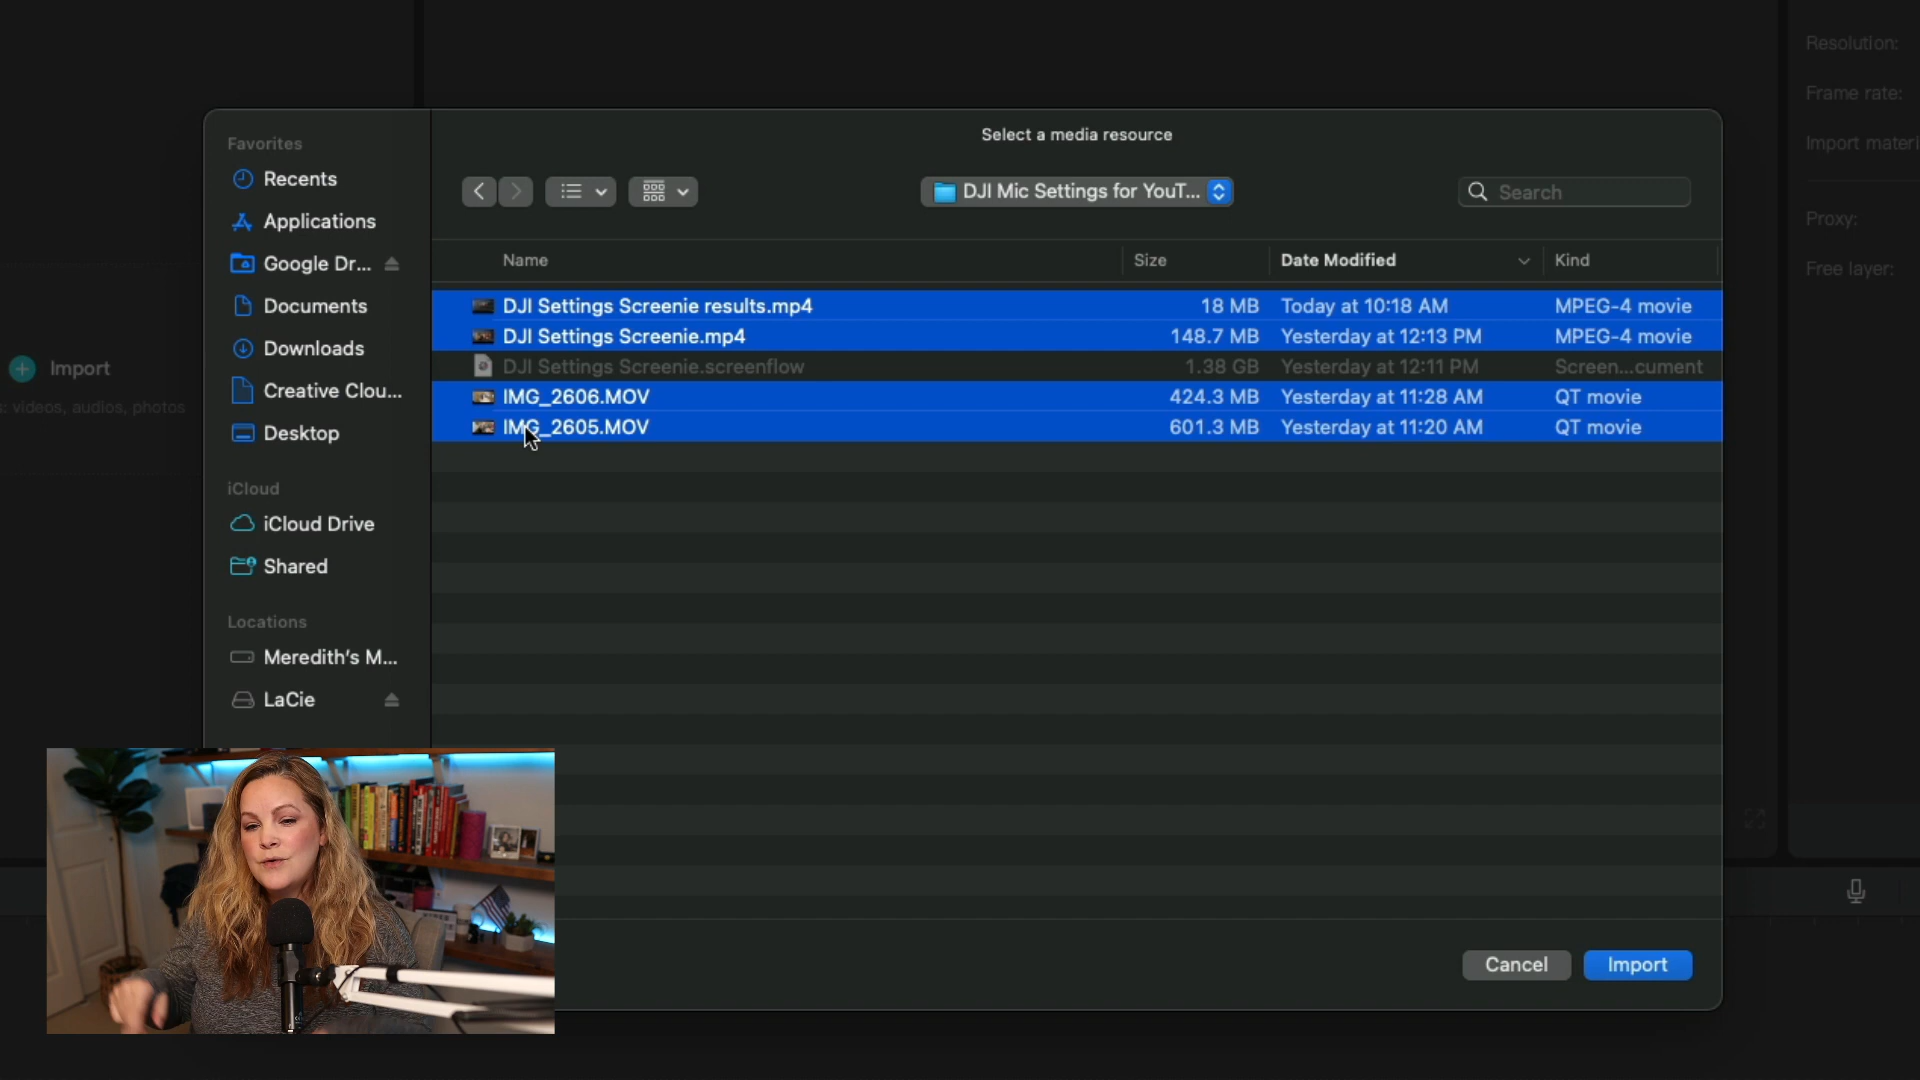 Resolution:
Frame rate:
Import materi
Proxy:
Free layer:
Import
s: videos, audios, photos
Select a media resource
Favorites
Recents
Applications
Google Dr...
Documents
Downloads
Creative Clou...
Desktop
iCloud
iCloud Drive
Shared
Locations
Meredith's M...
LaCie
DJI Mic Settings for YouT...
Search
Name Size Date Modified Kind
DJI Settings Screenie results.mp4 18 MB Today at 10:18 AM MPEG-4 movie
DJI Settings Screenie.mp4 148.7 MB Yesterday at 12:13 PM MPEG-4 movie
DJI Settings Screenie.screenflow 1.38 GB Yesterday at 12:11 PM Screen...cument
IMG_2606.MOV 424.3 MB Yesterday at 11:28 AM QT movie
IMG_2605.MOV 601.3 MB Yesterday at 11:20 AM QT movie
Cancel
Import